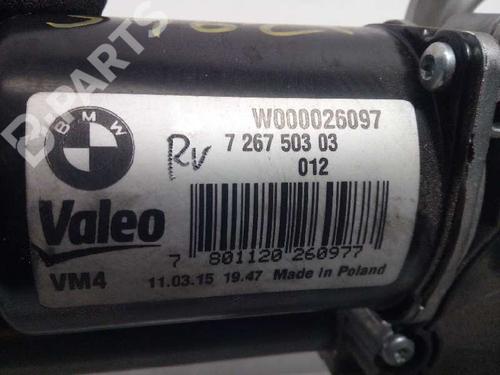 B-PARTS
BMW
W000026097
Rv
7 267 503 03
012
Valeo
7 801120 260977
VM4
11.03.15 19.47 Made in Poland